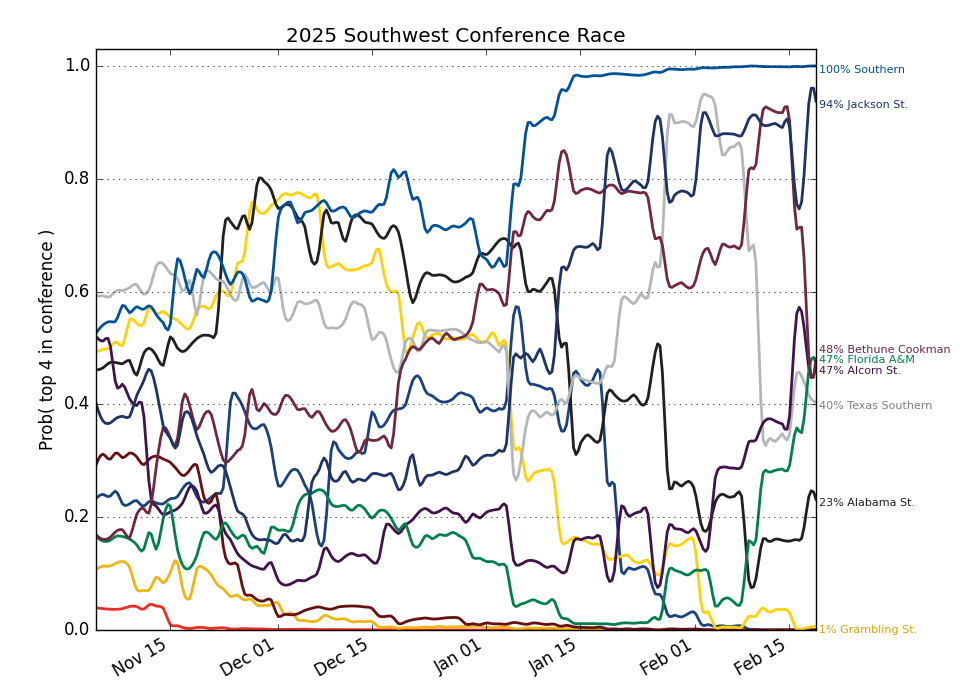 2025 Southwest Conference Race
Prob( top 4 in conference )
1.0
0.8
0.6
0.4
0.2
0.0
Nov 15
Dec 01
Dec 15
Jan 01
Jan 15
Feb 01
Feb 15
100% Southern
94% Jackson St.
48% Bethune Cookman
47% Florida A&M
47% Alcorn St.
40% Texas Southern
23% Alabama St.
1% Grambling St.